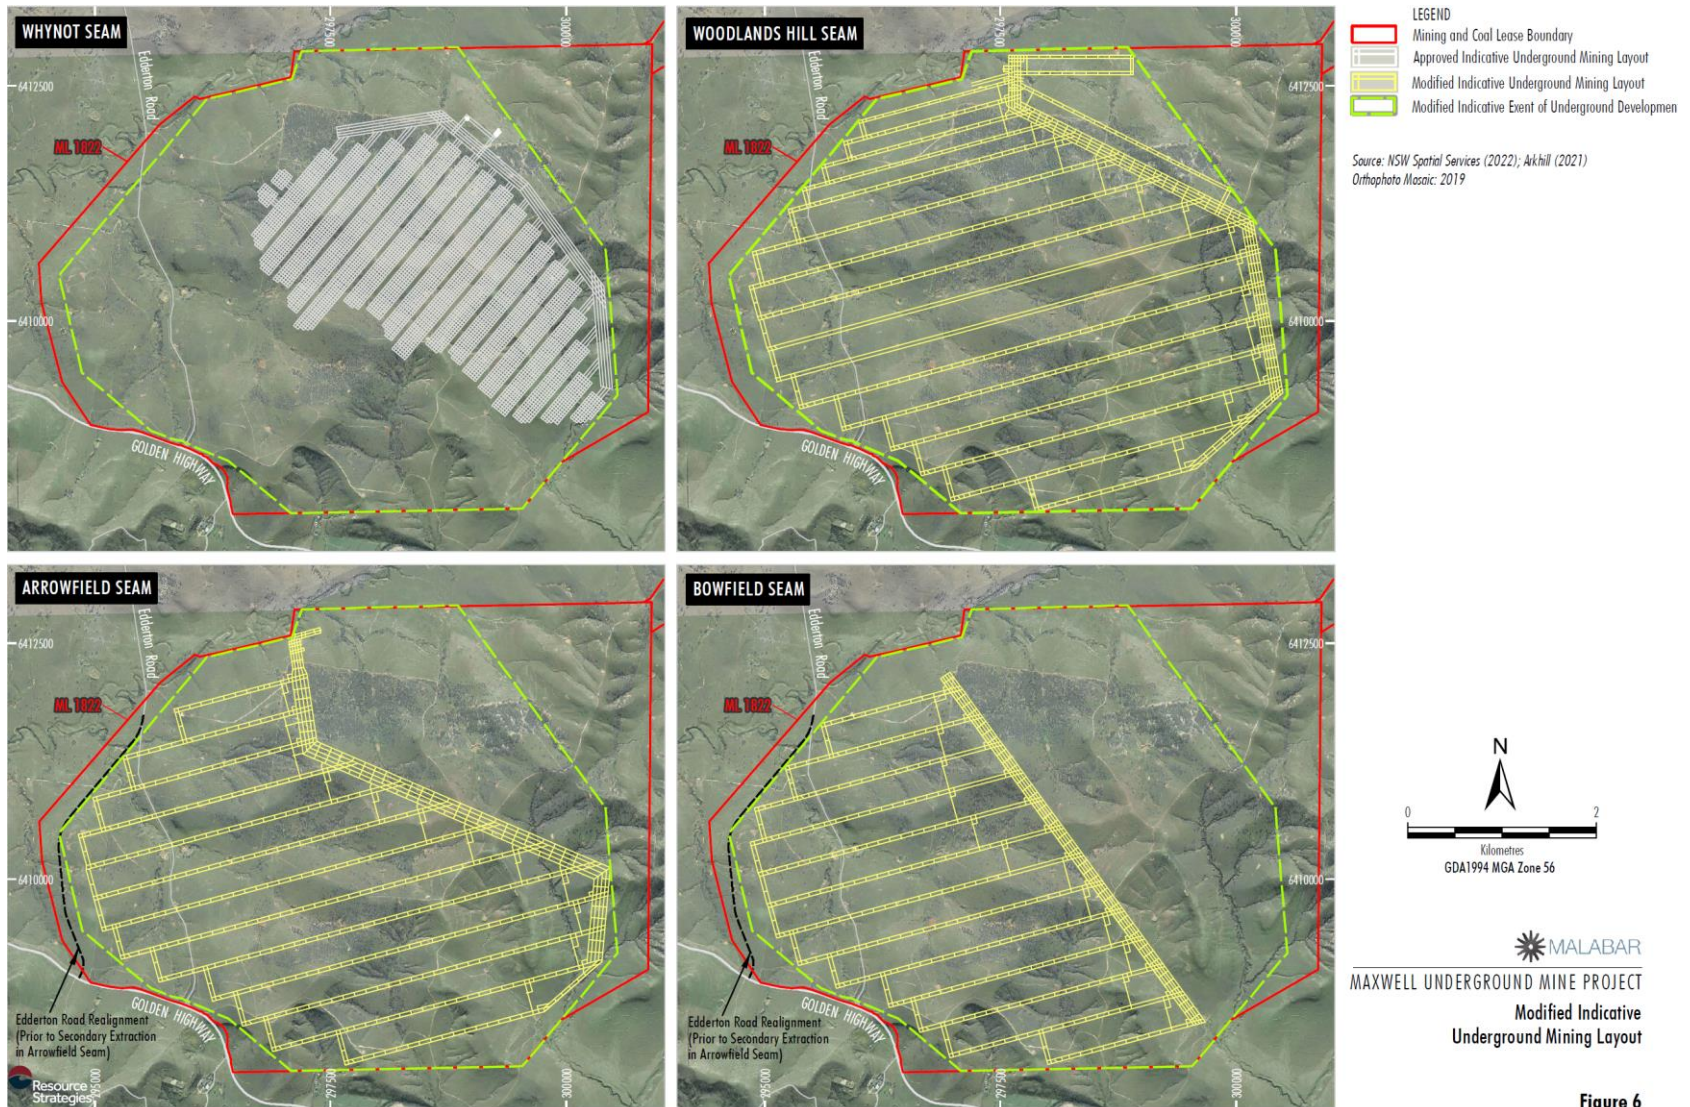 WHYNOT SEAM
297500
300000
Edderton Road
6412500
ML 1822
6410000
GOLDEN HIGHWAY
WOODLANDS HILL SEAM
297500
300000
6412500
ML 1822
6410000
GOLDEN HIGHWAY
LEGEND
Mining and Coal Lease Boundary
Approved Indicative Underground Mining Layout
Modified Indicative Underground Mining Layout
Modified Indicative Exent of Underground Developmen
Source: NSW Spatial Services (2022); Arkhill (2021)
Orthophoto Mosaic: 2019
ARROWFIELD SEAM
Edderton Road
6412500
ML 1822
6410000
GOLDEN HIGHWAY
Edderton Road Realignment
(Prior to Secondary Extraction
in Arrowfield Seam)
Resource
Strategies
295000
297500
300000
BOWFIELD SEAM
Edderton Road
6412500
ML 1822
6410000
GOLDEN HIGHWAY
Edderton Road Realignment
(Prior to Secondary Extraction
in Arrowfield Seam)
295000
297500
300000
N
0 2
Kilometres
GDA1994 MGA Zone 56
MALABAR
MAXWELL UNDERGROUND MINE PROJECT
Modified Indicative
Underground Mining Layout
Figure 6